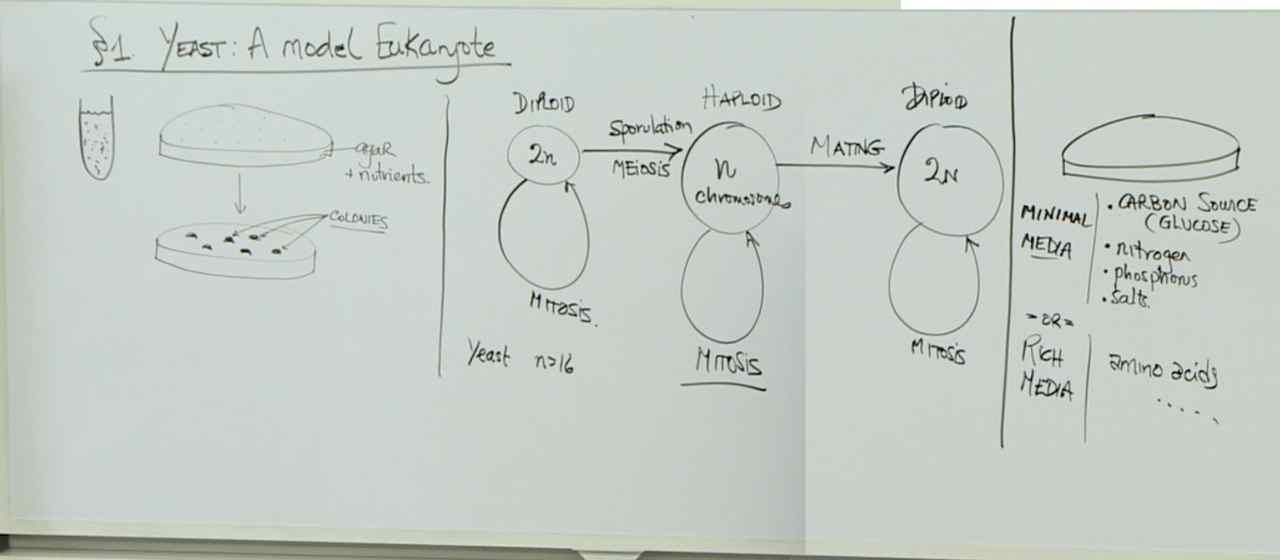 §1. YEAST: A model Eukaryote
agar
+ nutrients.
COLONIES
DIPLOID
2n
MITOSIS.
Yeast n=16
Sporulation
MEIOSIS
HAPLOID
n
chromosomes
MITOSIS
MATNG
DIPLOID
2N
MITOSIS
MINIMAL
MEDIA
• CARBON SOURCE
(GLUCOSE)
• nitrogen
• phosphorus
• salts.
=OR=
RICH
MEDIA
amino acids
.....